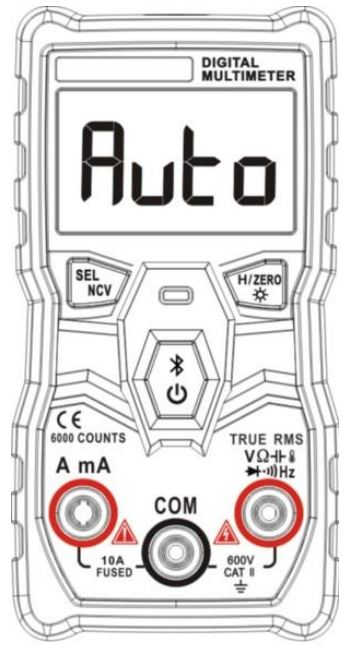 DIGITAL
MULTIMETER
Auto
SEL
NCV
H/ZERO
CE
6000 COUNTS
TRUE RMS
A mA
VΩ
Hz
COM
10A
FUSED
600V
CAT II